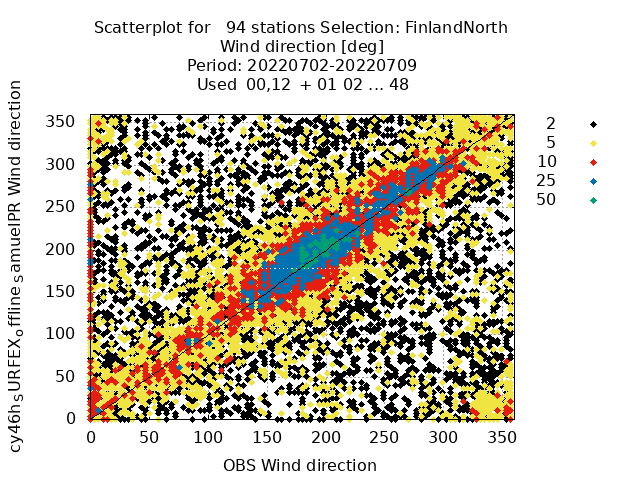 Scatterplot for 94 stations Selection: FinlandNorth
Wind direction [deg]
Period: 20220702-20220709
Used 00,12 + 01 02 ... 48
cy46h_SURFEX_offline_samuelPR Wind direction
350
300
250
200
150
100
50
0
0 50 100 150 200 250 300 350
OBS Wind direction
2
5
10
25
50